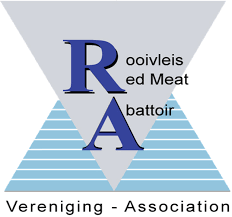 Rooivleis
Red Meat
Abattoir
Vereniging - Association